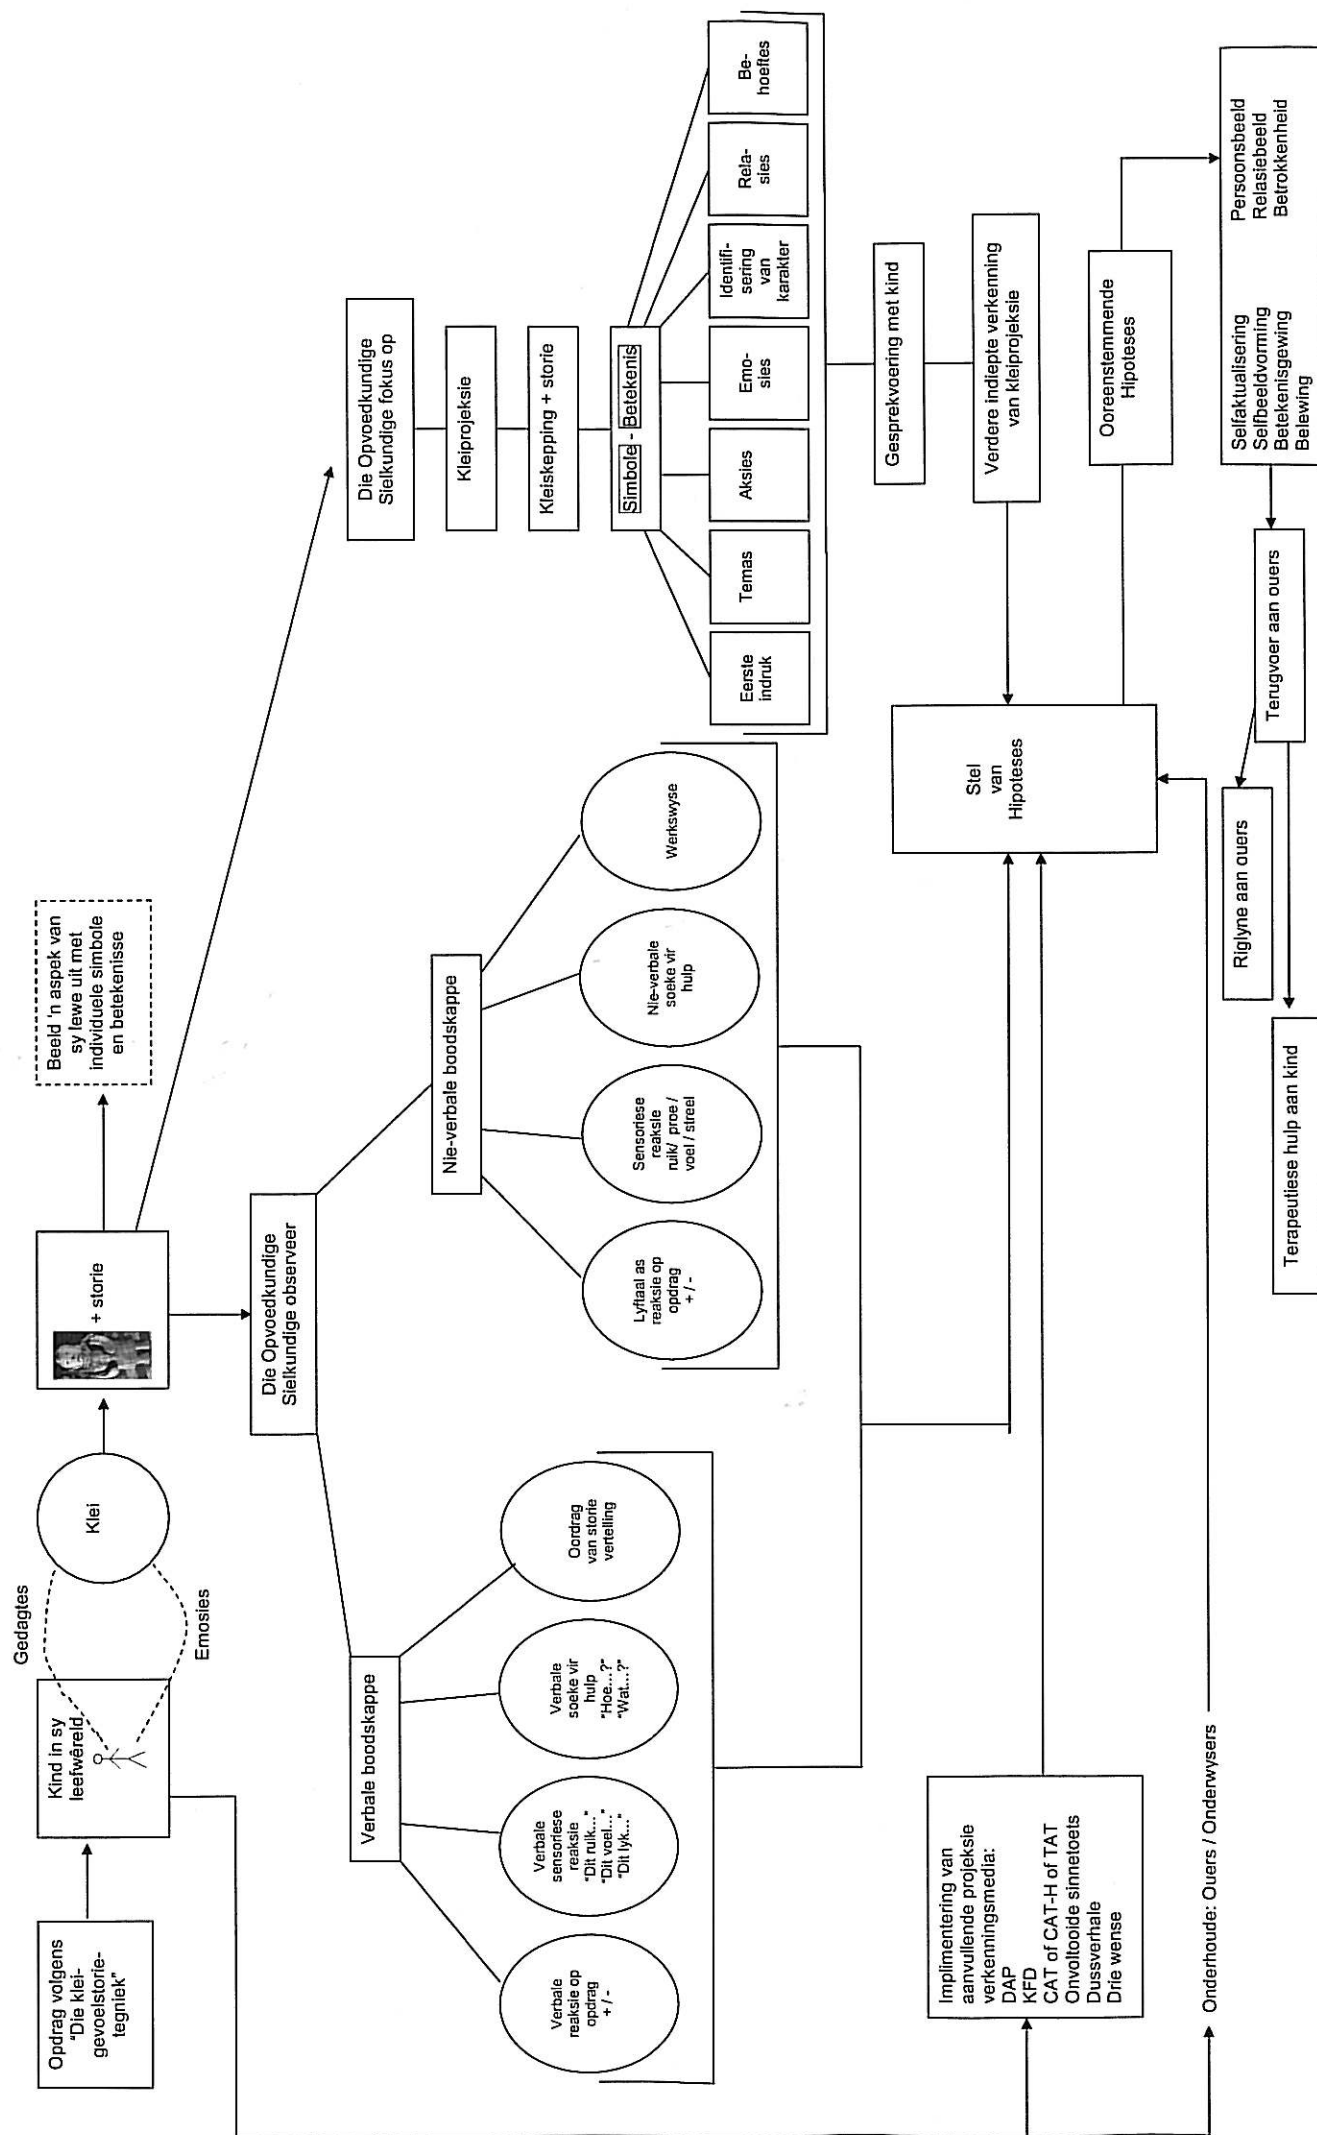 Opdrag volgens
"Die klei-
gevoelstorie-
tegniek"
Kind in sy
leefwêreld
Gedagtes
Emosies
Klei
+ storie
Beeld 'n aspek van
sy lewe uit met
individuele simbole
en betekenisse
Die Opvoedkundige
Sielkundige observeer
Verbale boodskappe
Verbale
reaksie op
opdrag
+ / -
Verbale
sensoriese
reaksie
"Dit ruik..."
"Dit voel..."
"Dit lyk..."
Verbale
soeke vir
hulp
"Hoe...?"
"Wat...?"
Oordrag
van storie
vertelling
Nie-verbale boodskappe
Lyftaal as
reaksie op
opdrag
+ / -
Sensoriese
reaksie
ruik/ proe /
voel / streel
Nie-verbale
soeke vir
hulp
Werkswyse
Die Opvoedkundige
Sielkundige fokus op
Kleiprojeksie
Kleiskepping + storie
Simbole - Betekenis
Eerste
indruk
Temas
Aksies
Emo-
sies
Identifi-
sering
van
karakter
Rela-
sies
Be-
hoeftes
Gesprekvoering met kind
Verdere indiepte verkenning
van kleiprojeksie
Implimentering van
aanvullende projeksie
verkenningsmedia:
DAP
KFD
CAT of CAT-H of TAT
Onvoltooide sinnetoets
Dussverhale
Drie wense
Onderhoude: Ouers / Onderwysers
Stel
van
Hipoteses
Ooreenstemmende
Hipoteses
Selfaktualisering
Selfbeeldvorming
Betekenisgewing
Belewing
Persoonsbeeld
Relasiebeeld
Betrokkenheid
Terugvoer aan ouers
Riglyne aan ouers
Terapeutiese hulp aan kind